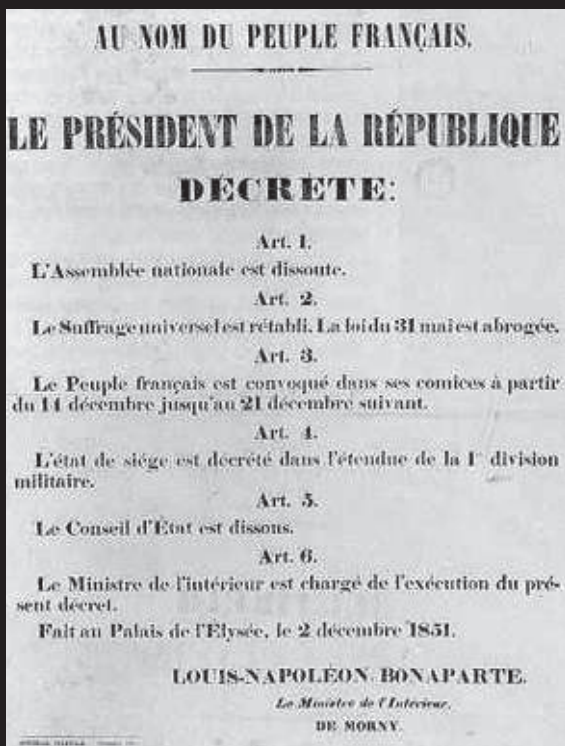 AU NOM DU PEUPLE FRANÇAIS.
LE PRÉSIDENT DE LA RÉPUBLIQUE
DÉCRÈTE:
Art. 1.
L'Assemblée nationale est dissoute.
Art. 2.
Le Suffrage universel est rétabli. La loi du 31 mai est abrogée.
Art. 3.
Le Peuple français est convoqué dans ses comices à partir
du 14 décembre jusqu'au 21 décembre suivant.
Art. 4.
L'état de siége est décrété dans l'étendue de la 1re division
militaire.
Art. 5.
Le Conseil d'État est dissous.
Art. 6.
Le Ministre de l'intérieur est chargé de l'exécution du pré-
sent décret.
Fait au Palais de l'Elysée, le 2 décembre 1851.
LOUIS-NAPOLÉON BONAPARTE.
Le Ministre de l'Intérieur.
DE MORNY.